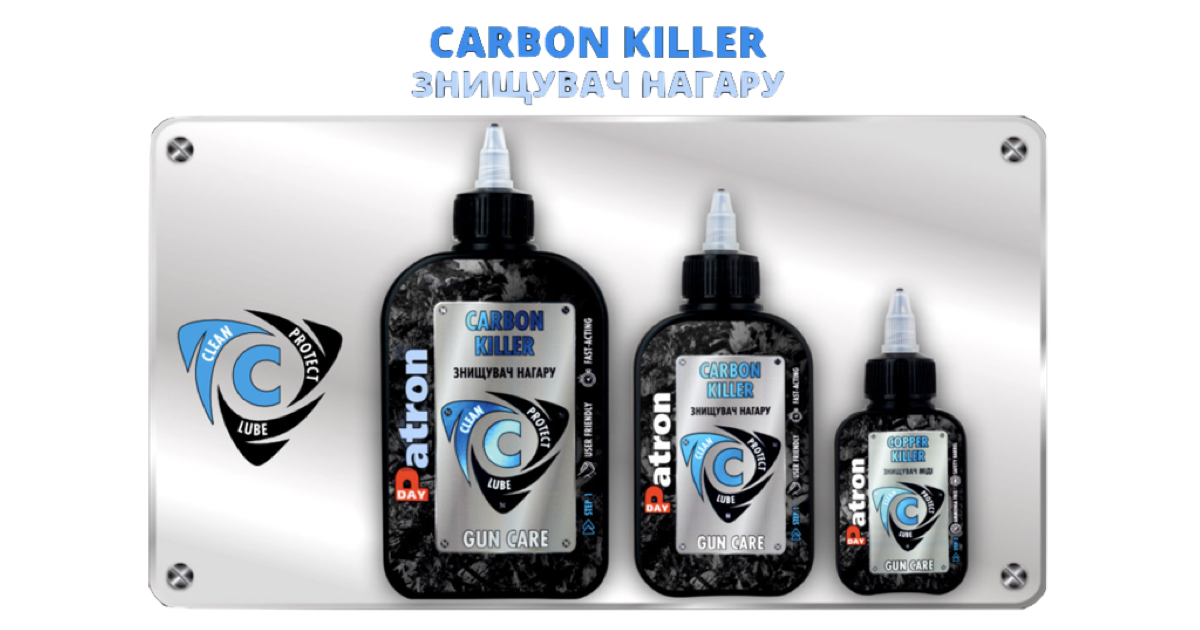 CARBON KILLER
ЗНИЩУВАЧ НАГАРУ
CLEAN
PROTECT
C
LUBE
CARBON
KILLER
ЗНИЩУВАЧ НАГАРУ
CLEAN
PROTECT
C
LUBE
GUN CARE
Patron
DAY
FAST-ACTING
USER FRIENDLY
STEP 1
CARBON
KILLER
ЗНИЩУВАЧ НАГАРУ
CLEAN
PROTECT
C
LUBE
GUN CARE
Patron
DAY
FAST-ACTING
USER FRIENDLY
STEP 1
COPPER
KILLER
ЗНИЩУВАЧ МІДІ
CLEAN
PROTECT
C
LUBE
GUN CARE
Patron
DAY